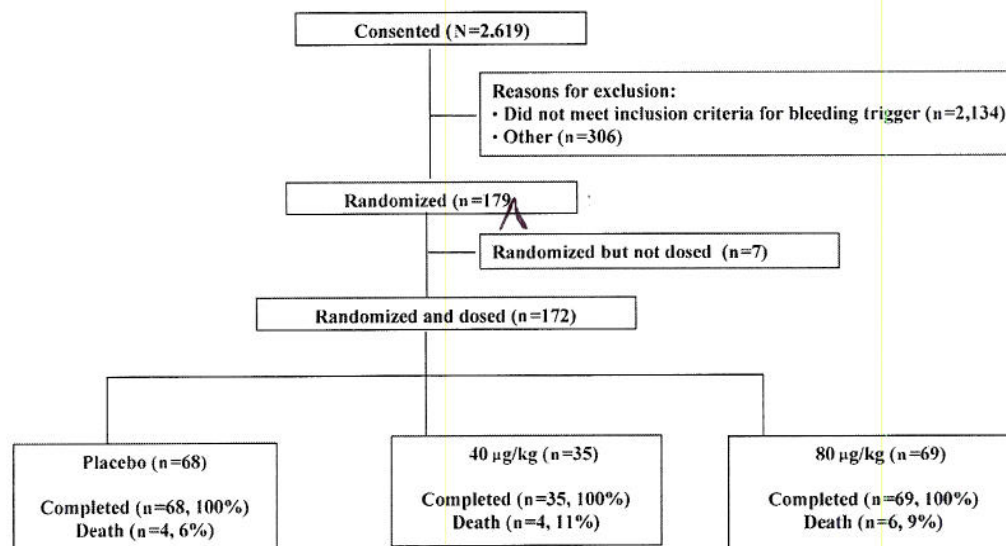 Consented (N=2,619)
Reasons for exclusion:
• Did not meet inclusion criteria for bleeding trigger (n=2,134)
• Other (n=306)
Randomized (n=179
Randomized but not dosed (n=7)
Randomized and dosed (n=172)
Placebo (n=68)
Completed (n=68, 100%)
Death (n=4, 6%)
40 µg/kg (n=35)
Completed (n=35, 100%)
Death (n=4, 11%)
80 µg/kg (n=69)
Completed (n=69, 100%)
Death (n=6, 9%)